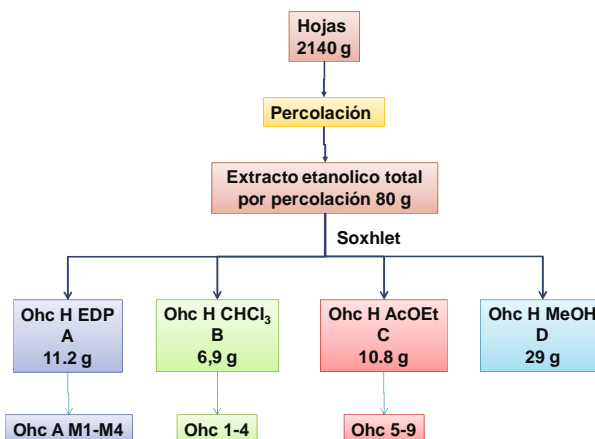 Hojas
2140 g
Percolación
Extracto etanolico total
por percolación 80 g
Soxhlet
Ohc H EDP
A
11.2 g
Ohc H CHCl₃
B
6,9 g
Ohc H AcOEt
C
10.8 g
Ohc H MeOH
D
29 g
Ohc A M1-M4
Ohc 1-4
Ohc 5-9